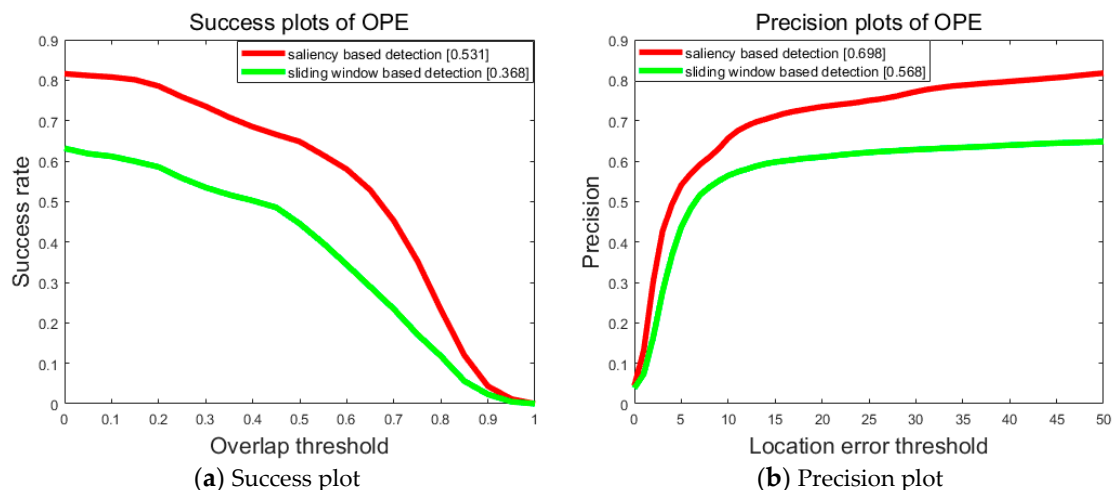 Success plots of OPE
0.9
0.8
0.7
0.6
0.5
0.4
0.3
0.2
0.1
0
saliency based detection [0.531]
sliding window based detection [0.368]
Success rate
0 0.1 0.2 0.3 0.4 0.5 0.6 0.7 0.8 0.9 1
Overlap threshold
(a) Success plot
Precision plots of OPE
0.9
0.8
0.7
0.6
0.5
0.4
0.3
0.2
0.1
0
saliency based detection [0.698]
sliding window based detection [0.568]
Precision
0 5 10 15 20 25 30 35 40 45 50
Location error threshold
(b) Precision plot